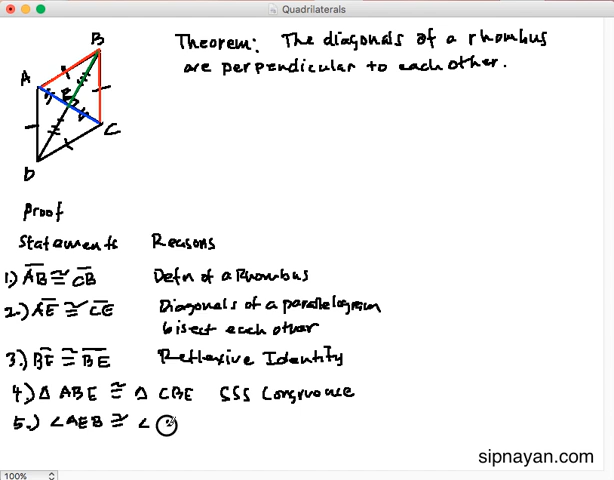 Quadrilaterals
Theorem: The diagonals of a rhombus
are perpendicular to each other.
B
A
E
C
D
Proof
Statements Reasons
1.) AB ≅ CB Defn of a Rhombus
2.) AE ≅ CE Diagonals of a parallelogram
bisect each other
3.) BE ≅ BE Reflexive Identity
4.) Δ ABE ≅ Δ CBE SSS Congruence
5.) ∠AEB ≅ ∠ C
sipnayan.com
100%